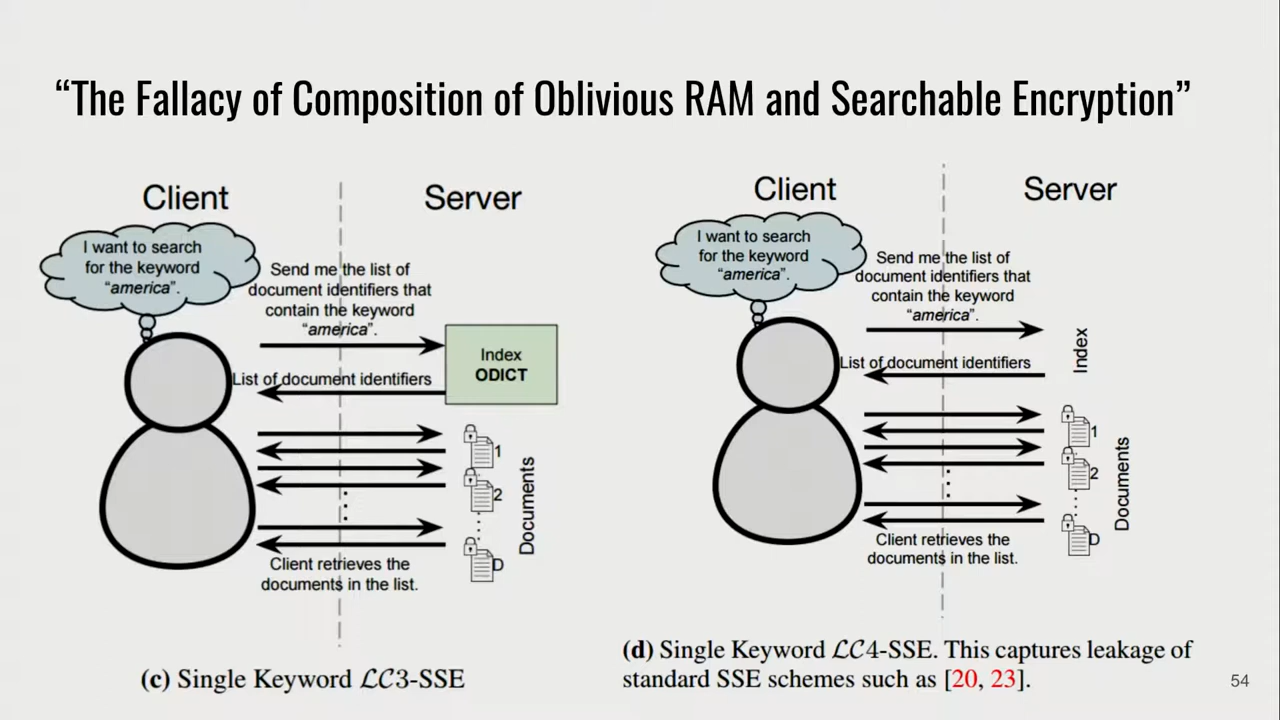 “The Fallacy of Composition of Oblivious RAM and Searchable Encryption”
Client
Server
I want to search
for the keyword
“america”.
Send me the list of
document identifiers that
contain the keyword
“america”.
Index
ODICT
List of document identifiers
1
2
D
Documents
Client retrieves the
documents in the list.
(c) Single Keyword ℒ𝒞3-SSE
Client
Server
I want to search
for the keyword
“america”.
Send me the list of
document identifiers that
contain the keyword
“america”.
Index
List of document identifiers
1
2
D
Documents
Client retrieves the
documents in the list.
(d) Single Keyword ℒ𝒞4-SSE. This captures leakage of
standard SSE schemes such as [20, 23].
54